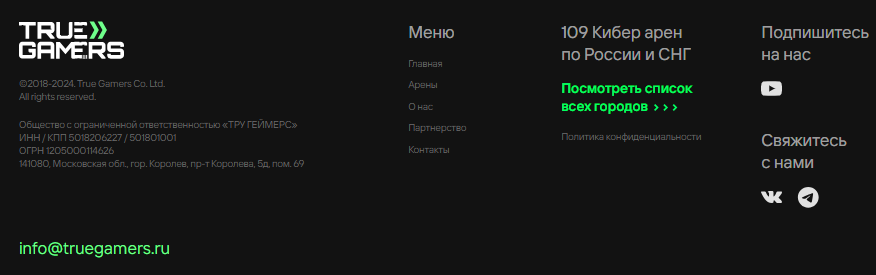 TRUE
GAMERS
©2018-2024. True Gamers Co. Ltd.
All rights reserved.
Общество с ограниченной ответственностью «ТРУ ГЕЙМЕРС»
ИНН / КПП 5018206227 / 501801001
ОГРН 1205000114626
141080, Московская обл., гор. Королев, пр-т Королева, 5д, пом. 69
info@truegamers.ru
Меню
Главная
Арены
О нас
Партнерство
Контакты
109 Кибер арен
по России и СНГ
Посмотреть список
всех городов › › ›
Политика конфиденциальности
Подпишитесь
на нас
Свяжитесь
с нами